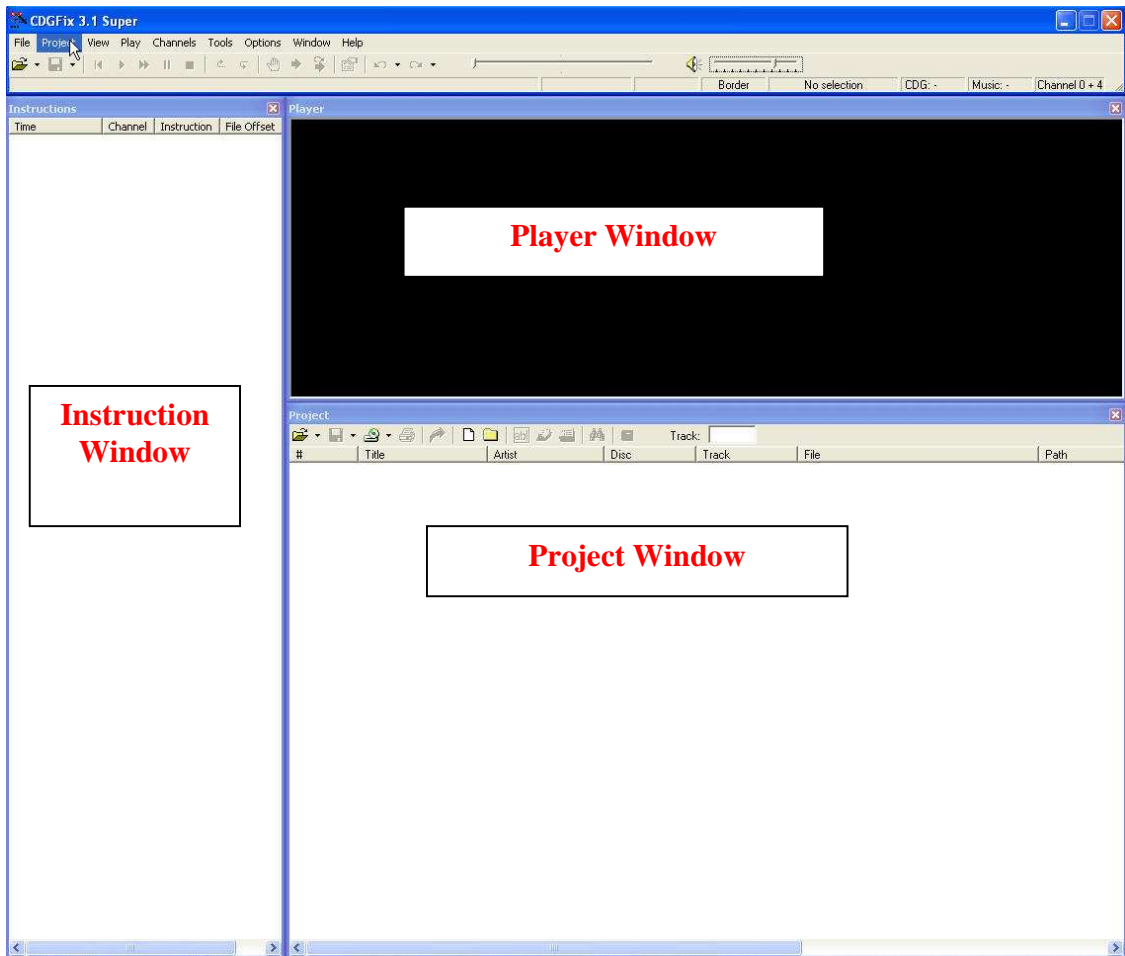 CDGFix 3.1 Super
File Project View Play Channels Tools Options Window Help
Border No selection CDG: - Music: - Channel 0 + 4
Instructions
Time Channel Instruction File Offset
Player
Player Window
Instruction
Window
Project
Track:
# Title Artist Disc Track File Path
Project Window